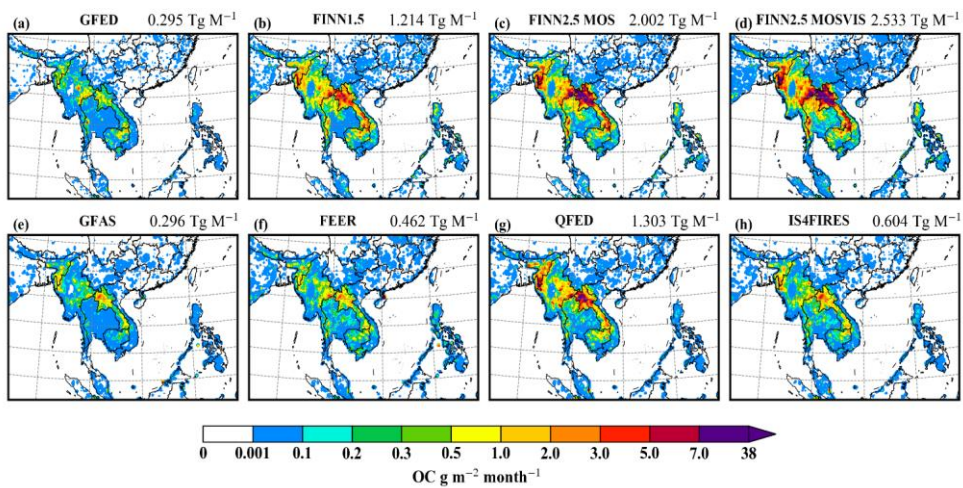 (a) GFED 0.295 Tg M⁻¹
(b) FINN1.5 1.214 Tg M⁻¹
(c) FINN2.5 MOS 2.002 Tg M⁻¹
(d) FINN2.5 MOSVIS 2.533 Tg M⁻¹
(e) GFAS 0.296 Tg M⁻¹
(f) FEER 0.462 Tg M⁻¹
(g) QFED 1.303 Tg M⁻¹
(h) IS4FIRES 0.604 Tg M⁻¹
0 0.001 0.1 0.2 0.3 0.5 1.0 2.0 3.0 5.0 7.0 38
OC g m⁻² month⁻¹